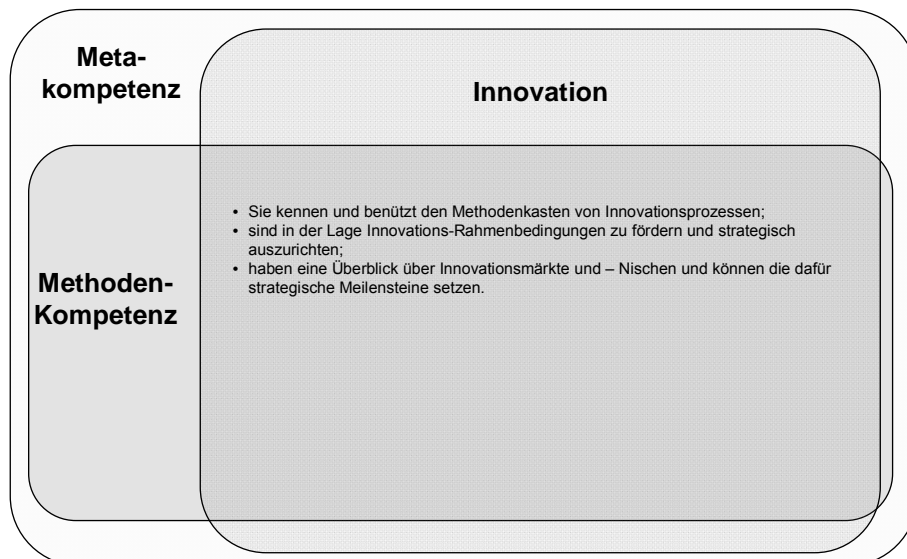 Meta-
kompetenz
Innovation
• Sie kennen und benützt den Methodenkasten von Innovationsprozessen;
• sind in der Lage Innovations-Rahmenbedingungen zu fördern und strategisch
auszurichten;
• haben eine Überblick über Innovationsmärkte und – Nischen und können die dafür
strategische Meilensteine setzen.
Methoden-
Kompetenz